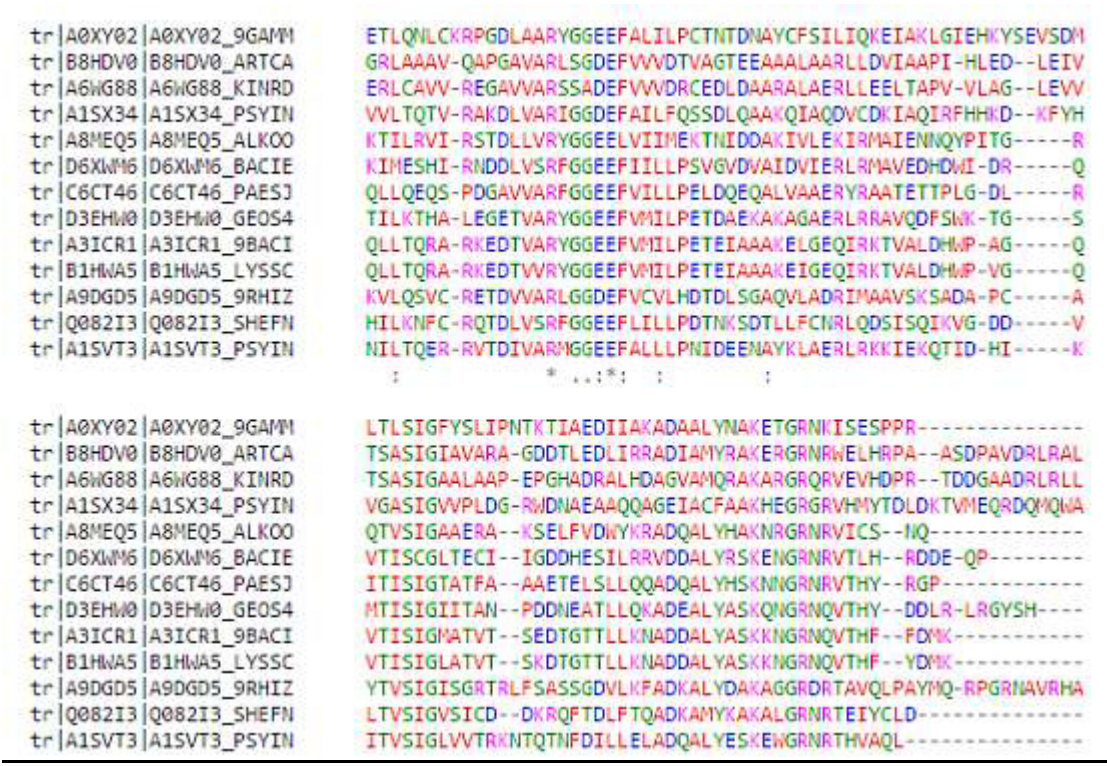 tr|A0XY02|A0XY02_9GAMM ETLQNLCKRPGDLAARYGGEEFALILPCTNTDNAYCFSILIQKEIAKLGIEHKYSEVSDM
tr|B8HDV0|B8HDV0_ARTCA GRLAAAV-QAPGAVVARLSGDEFVVVDTVAGTEEAAALAARLLDVIAAPI-HLED--LEIV
tr|A6WG88|A6WG88_KINRD ERLCAVV-REGAVVARSSADEFVVVDRCEDLDAARALAERLLEELTAPV-VLAG--LEVV
tr|A1SX34|A1SX34_PSYIN VVLTQTV-RAKDLVARIGGDEFAILFQSSDLQAAKQIAQDVCDKIAQIRFHHKD--KFYH
tr|A8MEQ5|A8MEQ5_ALKOO KTILRVI-RSTDLLVRYGGEELVIIMEKTNIDDAKIVLEKIRMAIENNQYPITG-----R
tr|D6XWM6|D6XWM6_BACIE KIMESHI-RNDDLVSRFGGEEFIILLPSVGVDVAIDVIERLRMAVEDHDWI-DR-----Q
tr|C6CT46|C6CT46_PAESJ QLLQEQS-PDGAVVARFGGEEFVILLPELDQEQALVAAERYRAATETTPLG-DL-----R
tr|D3EHW0|D3EHW0_GEOS4 TILKTHA-LEGETVARYGGEEFVMILPETDAEKAKAGAERLRRAVQDFSWK-TG-----S
tr|A3ICR1|A3ICR1_9BACI QLLTQRA-RKEDTVARYGGEEFVMILPETEIAAAKELGEQIRKTVALDHWP-AG-----Q
tr|B1HWA5|B1HWA5_LYSSC QLLTQRA-RKEDTVVRYGGEEFVMILPETEIAAAKEIGEQIRKTVALDHWP-VG-----Q
tr|A9DGD5|A9DGD5_9RHIZ KVLQSVC-RETDVVARLGGDEFVCVLHDTDLSGAQVLADRIMAAVSKSADA-PC-----A
tr|Q082I3|Q082I3_SHEFN HILKNFC-RQTDLVSRFGGEEFLILLPDTNKSDTLLFCNRLQDSISQIKVG-DD-----V
tr|A1SVT3|A1SVT3_PSYIN NILTQER-RVTDIVARMGGEEFALLLPNIDEENAYKLAERLRKKIEKQTID-HI-----K
: * ..:*: : :
tr|A0XY02|A0XY02_9GAMM LTLSIGFYSLIPNTKTIAEDIIAKADAALYNAKETGRNKISESPPR--------------
tr|B8HDV0|B8HDV0_ARTCA TSASIGIAVARA-GDDTLEDLIRRADIAMYRAKERGRNRWELHRPA--ASDPAVDRLRAL
tr|A6WG88|A6WG88_KINRD TSASIGAALAAP-EPGHADRALHDAGVAMQRAKARGRQRVEVHDPR--TDDGAADRLRLL
tr|A1SX34|A1SX34_PSYIN VGASIGVVPLDG-RWDNAEAAQQAGEIACFAAKHEGRGRVHMYTDLDKTVMEQRDQMQWA
tr|A8MEQ5|A8MEQ5_ALKOO QTVSIGAAERA--KSELFVDWYKRADQALYHAKNRGRNRVICS--NQ-------------
tr|D6XWM6|D6XWM6_BACIE VTISCGLTECI--IGDDHESILRRVDDALYRSKENGRNRVTLH--RDDE-QP--------
tr|C6CT46|C6CT46_PAESJ ITISIGTATFA--AAETELSLLQQADQALYHSKNNGRNRVTHY--RGP------------
tr|D3EHW0|D3EHW0_GEOS4 MTISIGIITAN--PDDNEATLLQKADEALYASKQNGRNQVTHY--DDLR-LRGYSH----
tr|A3ICR1|A3ICR1_9BACI VTISIGMATVT--SEDTGTTLLKNADDALYASKKNGRNQVTHF--FDMK-----------
tr|B1HWA5|B1HWA5_LYSSC VTISIGLATVT--SKDTGTTLLKNADDALYASKKNGRNQVTHF--YDMK-----------
tr|A9DGD5|A9DGD5_9RHIZ YTVSIGISGRTRLFSASSGDVLKFADKALYDAKAGGRDRTAVQLPAYMQ-RPGRNAVRHA
tr|Q082I3|Q082I3_SHEFN LTVSIGVSICD--DKRQFTDLFTQADKAMYKAKALGRNRTEIYCLD--------------
tr|A1SVT3|A1SVT3_PSYIN ITVSIGLVVTRKNTQTNFDILLELADQALYESKEWGRNRTHVAQL---------------